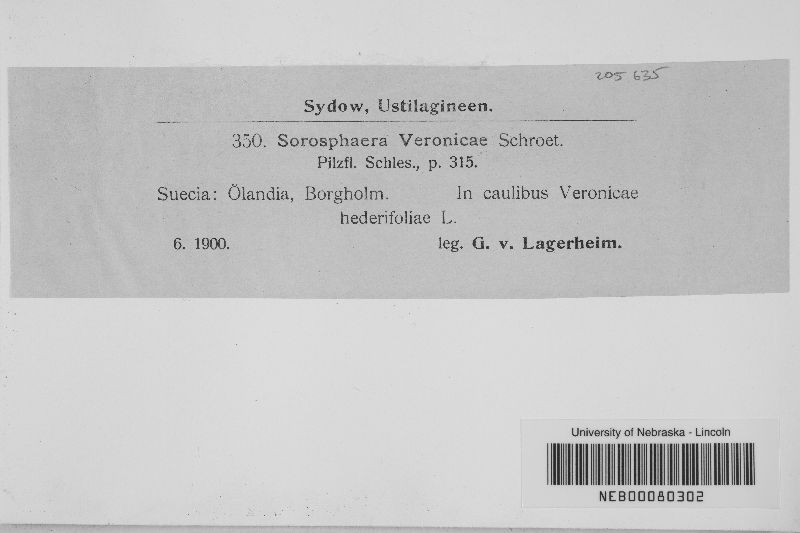 205 635
Sydow, Ustilagineen.
350. Sorosphaera Veronicae Schroet.
Pilzfl. Schles., p. 315.
Suecia: Ölandia, Borgholm. In caulibus Veronicae
hederifoliae L.
6. 1900. leg. G. v. Lagerheim.
University of Nebraska - Lincoln
NEB00080302